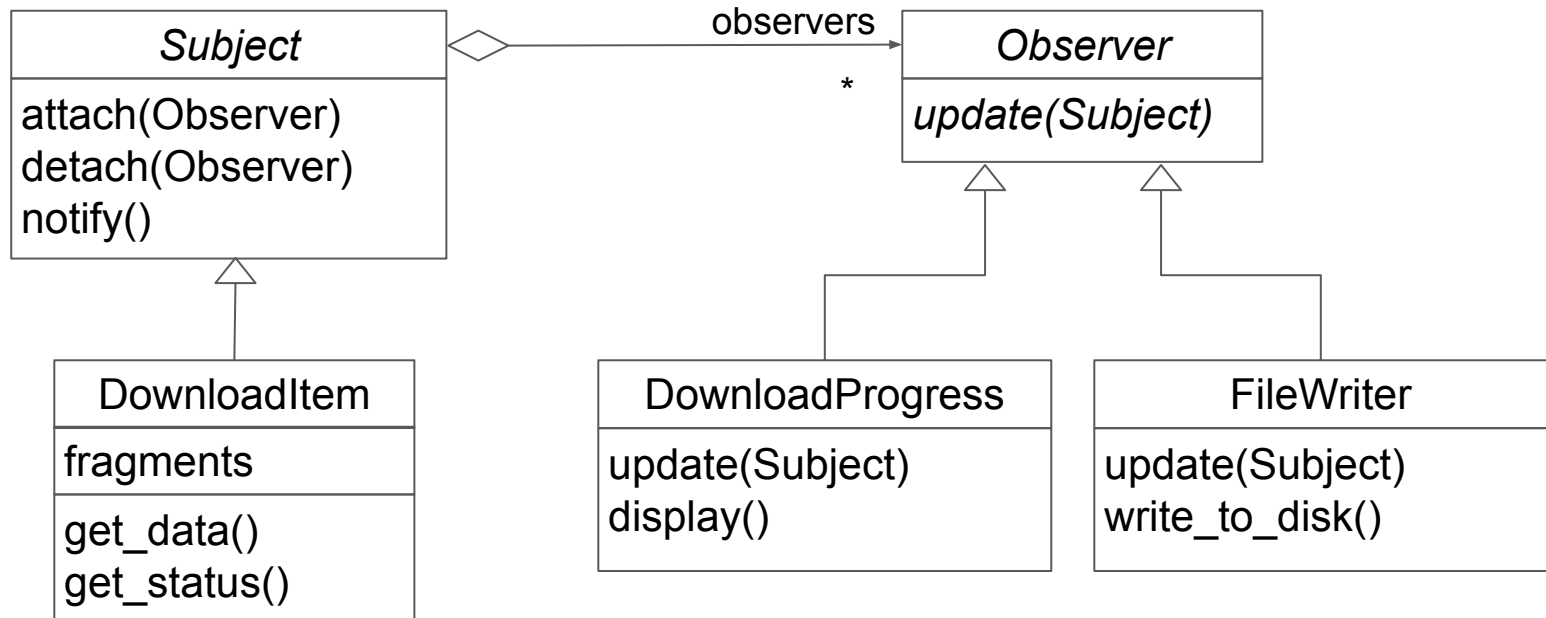 Subject
attach(Observer)
detach(Observer)
notify()
observers
*
Observer
update(Subject)
DownloadItem
fragments
get_data()
get_status()
DownloadProgress
update(Subject)
display()
FileWriter
update(Subject)
write_to_disk()